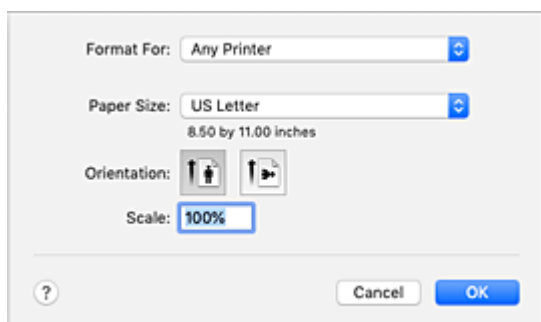 Format For: Any Printer
Paper Size: US Letter
8.50 by 11.00 inches
Orientation:
Scale: 100%
? Cancel OK